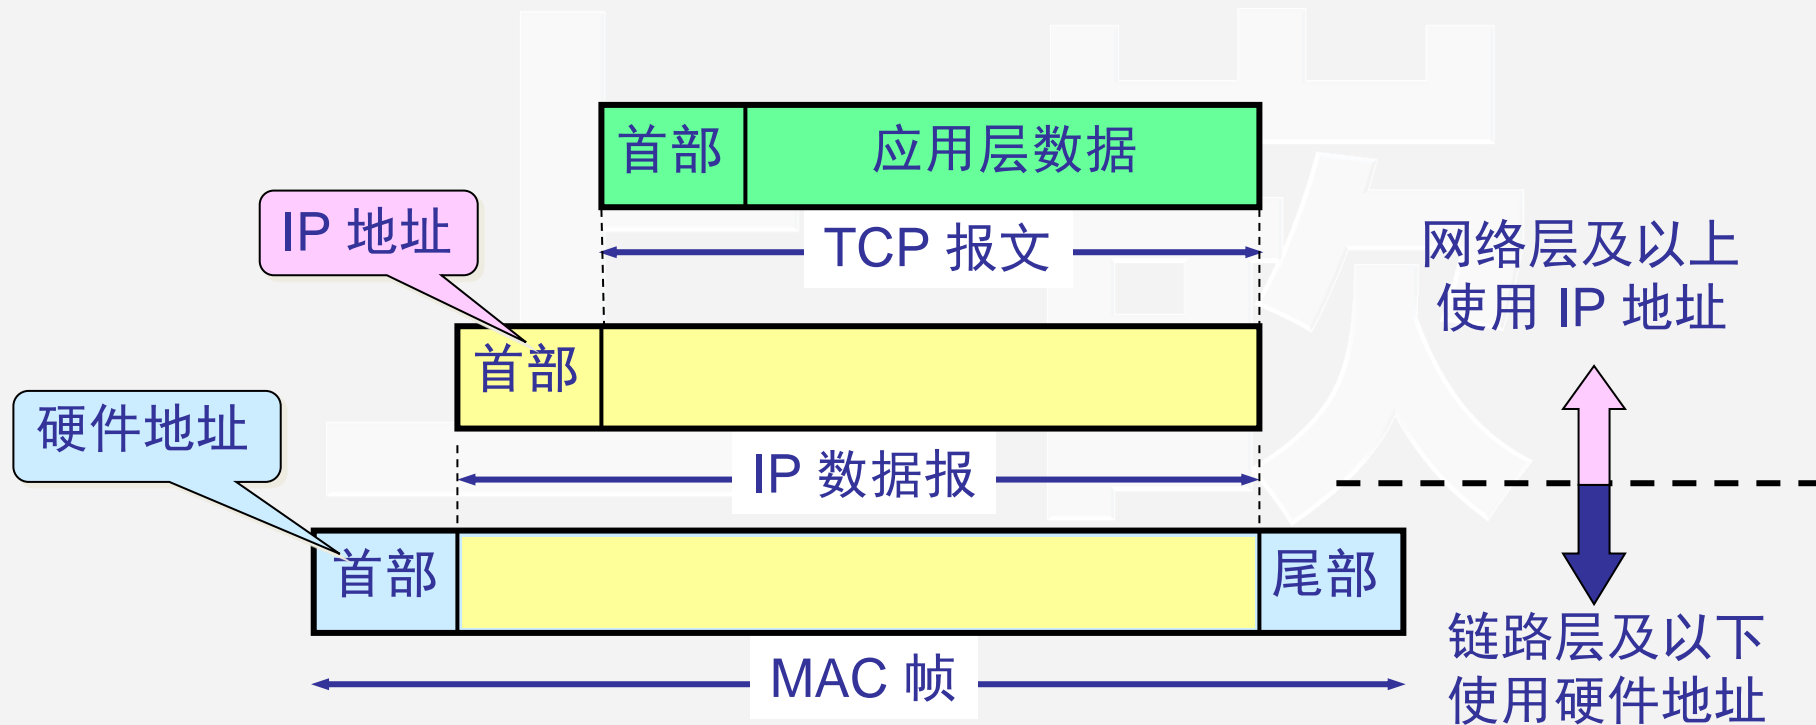 首部 应用层数据
IP 地址
TCP 报文
网络层及以上
使用 IP 地址
首部
硬件地址
IP 数据报
首部 尾部
链路层及以下
使用硬件地址
MAC 帧